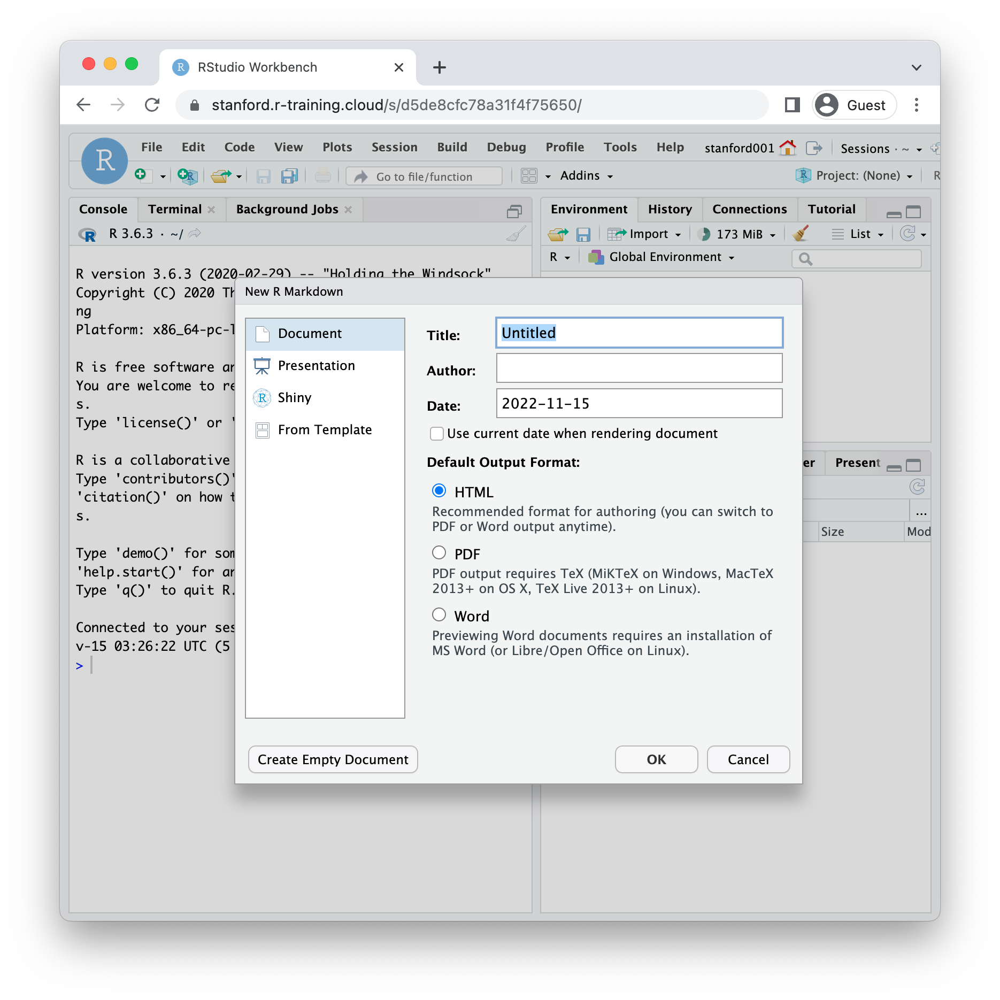 RStudio Workbench
stanford.r-training.cloud/s/d5de8cfc78a31f4f75650/
Guest
File Edit Code View Plots Session Build Debug Profile Tools Help stanford001 Sessions · ~
Go to file/function Addins Project: (None) R
Console Terminal Background Jobs
R 3.6.3 · ~/
R version 3.6.3 (2020-02-29) -- "Holding the Windsock"
Copyright (C) 2020 Th
ng
Platform: x86_64-pc-l
R is free software an
You are welcome to re
s.
Type 'license()' or '
R is a collaborative
Type 'contributors()'
'citation()' on how t
s.
Type 'demo()' for som
'help.start()' for an
Type 'q()' to quit R.
Connected to your ses
v-15 03:26:22 UTC (5
>
Environment History Connections Tutorial
Import 173 MiB List
R Global Environment
er Present
...
Size Mod
New R Markdown
Document
Presentation
Shiny
From Template
Title: Untitled
Author:
Date: 2022-11-15
Use current date when rendering document
Default Output Format:
HTML
Recommended format for authoring (you can switch to
PDF or Word output anytime).
PDF
PDF output requires TeX (MiKTeX on Windows, MacTeX
2013+ on OS X, TeX Live 2013+ on Linux).
Word
Previewing Word documents requires an installation of
MS Word (or Libre/Open Office on Linux).
Create Empty Document OK Cancel